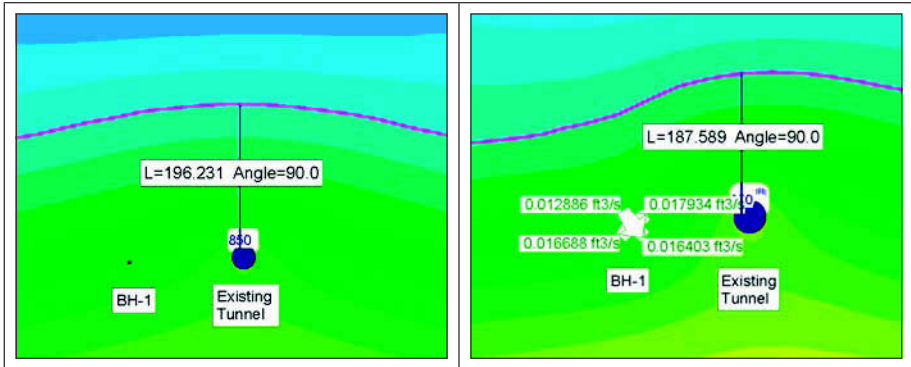 L=196.231 Angle=90.0
850
BH-1
Existing
Tunnel
L=187.589 Angle=90.0
0.012886 ft3/s
0.017934 ft3/s
0.016688 ft3/s
0.016403 ft3/s
BH-1
Existing
Tunnel